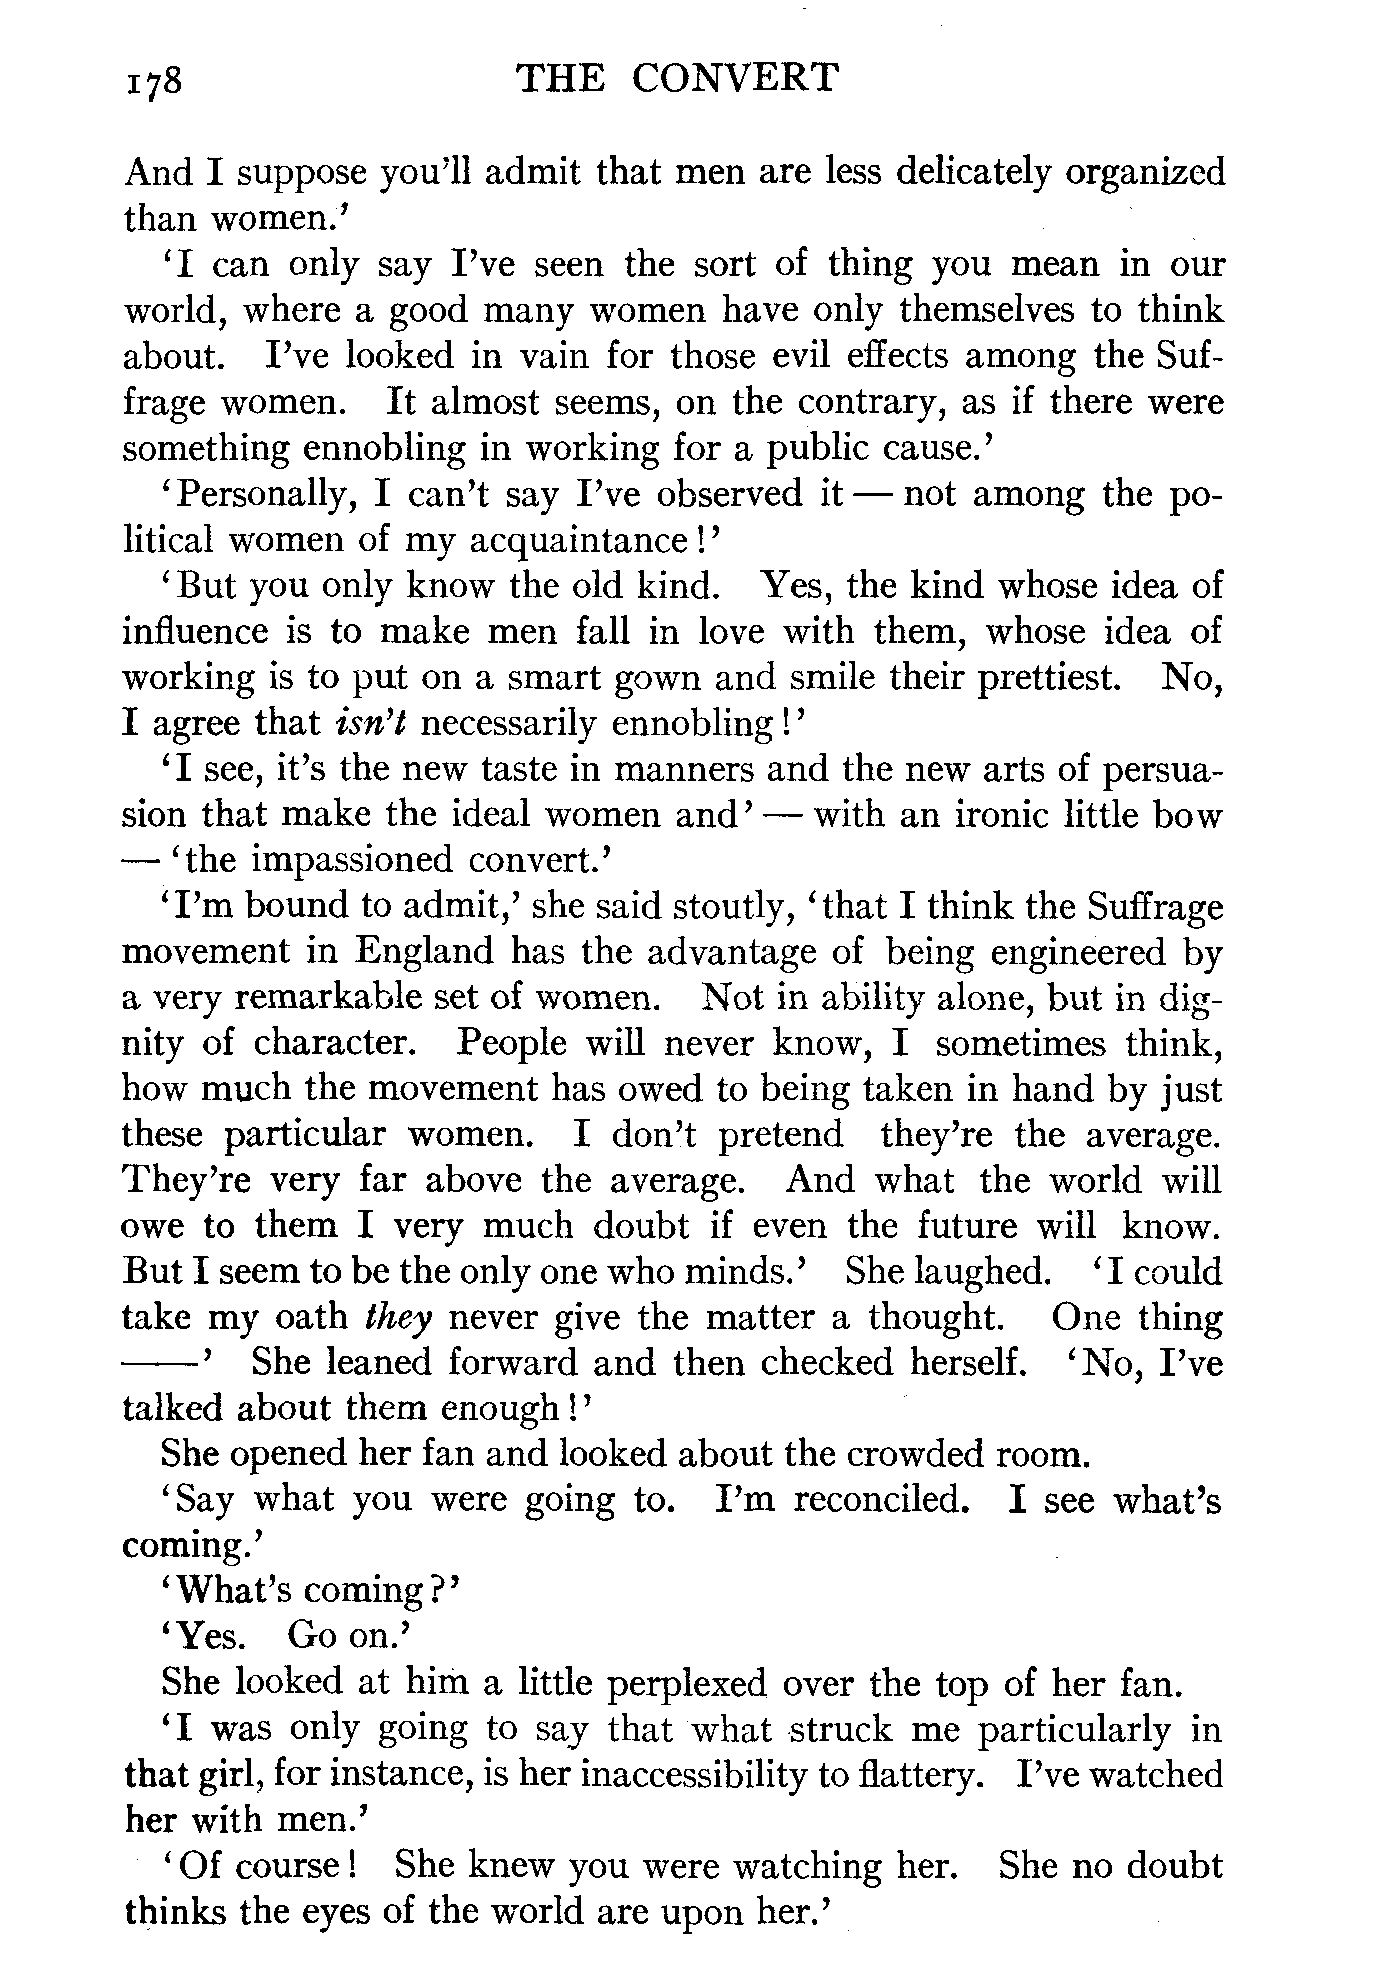 178 THE CONVERT
And I suppose you'll admit that men are less delicately organized
than women.'
'I can only say I've seen the sort of thing you mean in our
world, where a good many women have only themselves to think
about. I've looked in vain for those evil effects among the Suf-
frage women. It almost seems, on the contrary, as if there were
something ennobling in working for a public cause.'
'Personally, I can't say I've observed it — not among the po-
litical women of my acquaintance!'
'But you only know the old kind. Yes, the kind whose idea of
influence is to make men fall in love with them, whose idea of
working is to put on a smart gown and smile their prettiest. No,
I agree that isn't necessarily ennobling!'
'I see, it's the new taste in manners and the new arts of persua-
sion that make the ideal women and' — with an ironic little bow
— 'the impassioned convert.'
'I'm bound to admit,' she said stoutly, 'that I think the Suffrage
movement in England has the advantage of being engineered by
a very remarkable set of women. Not in ability alone, but in dig-
nity of character. People will never know, I sometimes think,
how much the movement has owed to being taken in hand by just
these particular women. I don't pretend they're the average.
They're very far above the average. And what the world will
owe to them I very much doubt if even the future will know.
But I seem to be the only one who minds.' She laughed. 'I could
take my oath they never give the matter a thought. One thing
——' She leaned forward and then checked herself. 'No, I've
talked about them enough!'
She opened her fan and looked about the crowded room.
'Say what you were going to. I'm reconciled. I see what's
coming.'
'What's coming?'
'Yes. Go on.'
She looked at him a little perplexed over the top of her fan.
'I was only going to say that what struck me particularly in
that girl, for instance, is her inaccessibility to flattery. I've watched
her with men.'
'Of course! She knew you were watching her. She no doubt
thinks the eyes of the world are upon her.'